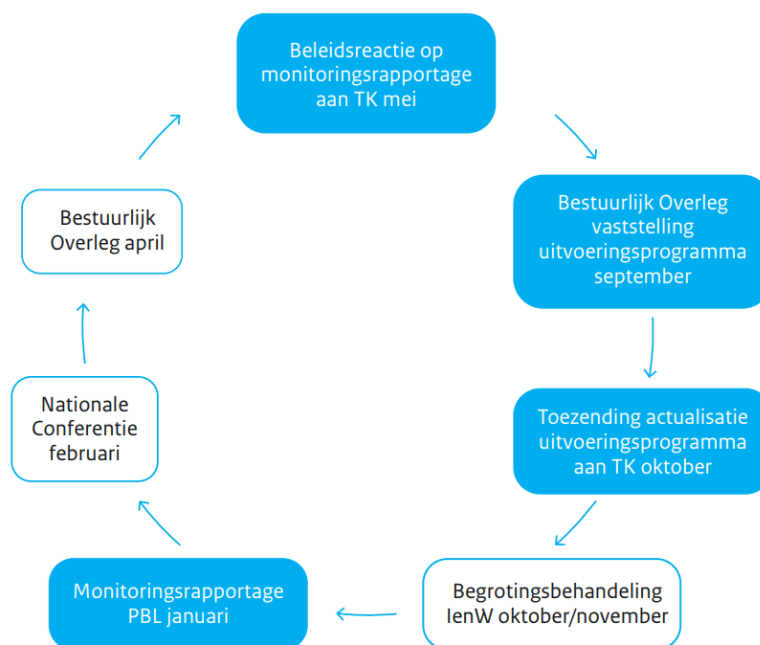 Beleidsreactie op
monitoringsrapportage
aan TK mei
Bestuurlijk Overleg
vaststelling
uitvoeringsprogramma
september
Toezending actualisatie
uitvoeringsprogramma
aan TK oktober
Begrotingsbehandeling
IenW oktober/november
Monitoringsrapportage
PBL januari
Nationale
Conferentie
februari
Bestuurlijk
Overleg april